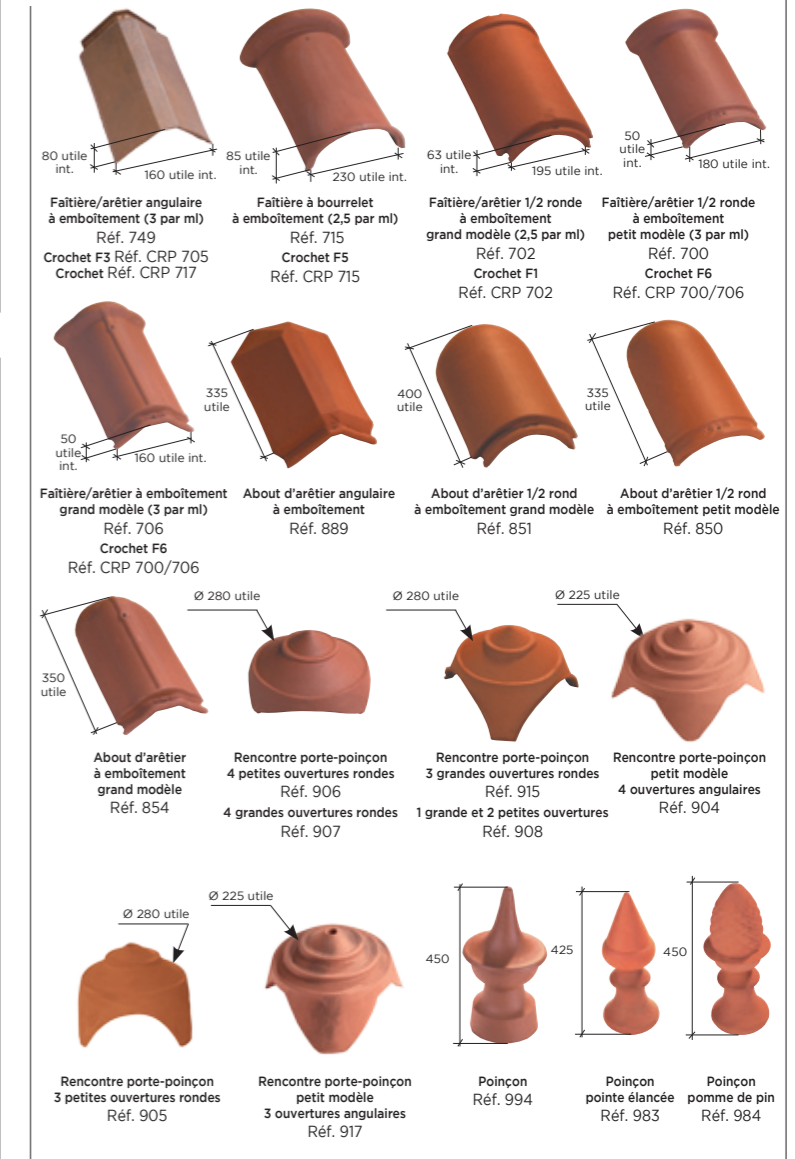 80 utile
int.
160 utile int.
Faîtière/arêtier angulaire
à emboîtement (3 par ml)
Réf. 749
Crochet F3 Réf. CRP 705
Crochet Réf. CRP 717
85 utile
int.
230 utile int.
Faîtière à bourrelet
à emboîtement (2,5 par ml)
Réf. 715
Crochet F5
Réf. CRP 715
63 utile
int.
195 utile int.
Faîtière/arêtier 1/2 ronde
à emboîtement
grand modèle (2,5 par ml)
Réf. 702
Crochet F1
Réf. CRP 702
50
utile
int.
180 utile int.
Faîtière/arêtier 1/2 ronde
à emboîtement
petit modèle (3 par ml)
Réf. 700
Crochet F6
Réf. CRP 700/706
50
utile
int.
160 utile int.
Faîtière/arêtier à emboîtement
grand modèle (3 par ml)
Réf. 706
Crochet F6
Réf. CRP 700/706
335
utile
About d'arêtier angulaire
à emboîtement
Réf. 889
400
utile
About d'arêtier 1/2 rond
à emboîtement grand modèle
Réf. 851
335
utile
About d'arêtier 1/2 rond
à emboîtement petit modèle
Réf. 850
350
utile
About d'arêtier
à emboîtement
grand modèle
Réf. 854
Ø 280 utile
Rencontre porte-poinçon
4 petites ouvertures rondes
Réf. 906
4 grandes ouvertures rondes
Réf. 907
Ø 280 utile
Rencontre porte-poinçon
3 grandes ouvertures rondes
Réf. 915
1 grande et 2 petites ouvertures
Réf. 908
Ø 225 utile
Rencontre porte-poinçon
petit modèle
4 ouvertures angulaires
Réf. 904
Ø 280 utile
Rencontre porte-poinçon
3 petites ouvertures rondes
Réf. 905
Ø 225 utile
Rencontre porte-poinçon
petit modèle
3 ouvertures angulaires
Réf. 917
450
Poinçon
Réf. 994
425
Poinçon
pointe élancée
Réf. 983
450
Poinçon
pomme de pin
Réf. 984